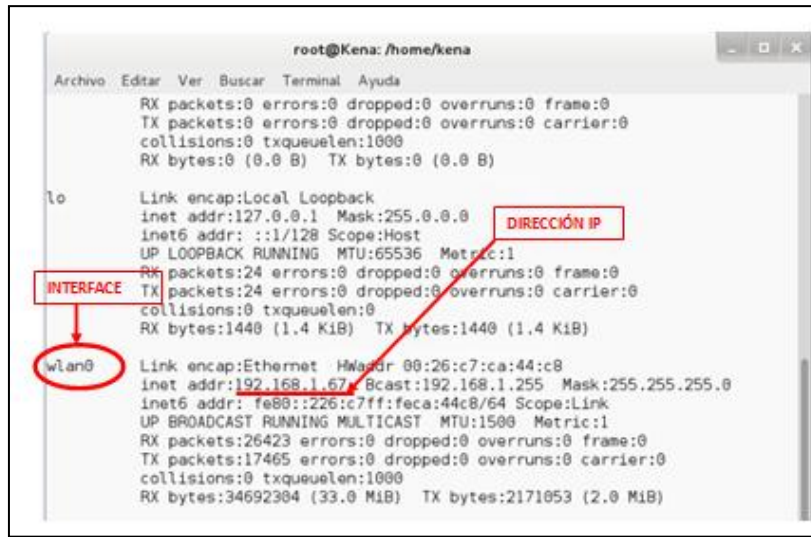 root@Kena: /home/kena
Archivo Editar Ver Buscar Terminal Ayuda
RX packets:0 errors:0 dropped:0 overruns:0 frame:0
TX packets:0 errors:0 dropped:0 overruns:0 carrier:0
collisions:0 txqueuelen:1000
RX bytes:0 (0.0 B) TX bytes:0 (0.0 B)
lo Link encap:Local Loopback
inet addr:127.0.0.1 Mask:255.0.0.0
DIRECCIÓN IP
inet6 addr: ::1/128 Scope:Host
UP LOOPBACK RUNNING MTU:65536 Metric:1
RX packets:24 errors:0 dropped:0 overruns:0 frame:0
INTERFACE
TX packets:24 errors:0 dropped:0 overruns:0 carrier:0
collisions:0 txqueuelen:0
RX bytes:1440 (1.4 KiB) TX bytes:1440 (1.4 KiB)
wlan0 Link encap:Ethernet HWaddr 00:26:c7:ca:44:c8
inet addr:192.168.1.67 Bcast:192.168.1.255 Mask:255.255.255.0
inet6 addr: fe80::226:c7ff:feca:44c8/64 Scope:Link
UP BROADCAST RUNNING MULTICAST MTU:1500 Metric:1
RX packets:26423 errors:0 dropped:0 overruns:0 frame:0
TX packets:17465 errors:0 dropped:0 overruns:0 carrier:0
collisions:0 txqueuelen:1000
RX bytes:34692304 (33.0 MiB) TX bytes:2171053 (2.0 MiB)